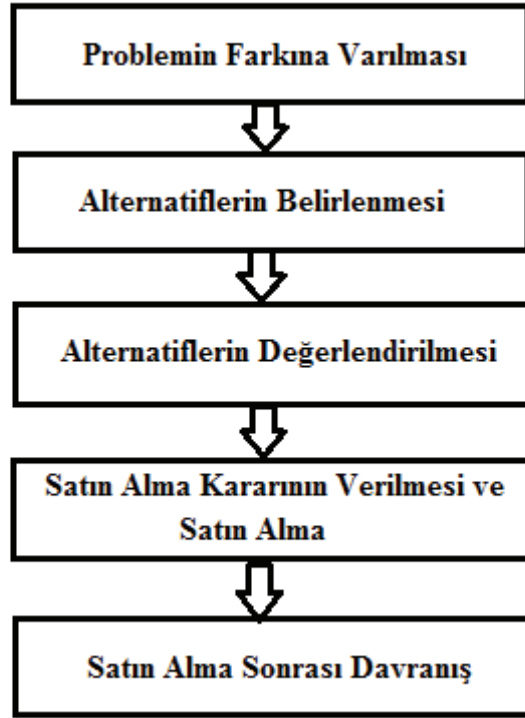 Problemin Farkına Varılması
Alternatiflerin Belirlenmesi
Alternatiflerin Değerlendirilmesi
Satın Alma Kararının Verilmesi ve
Satın Alma
Satın Alma Sonrası Davranış